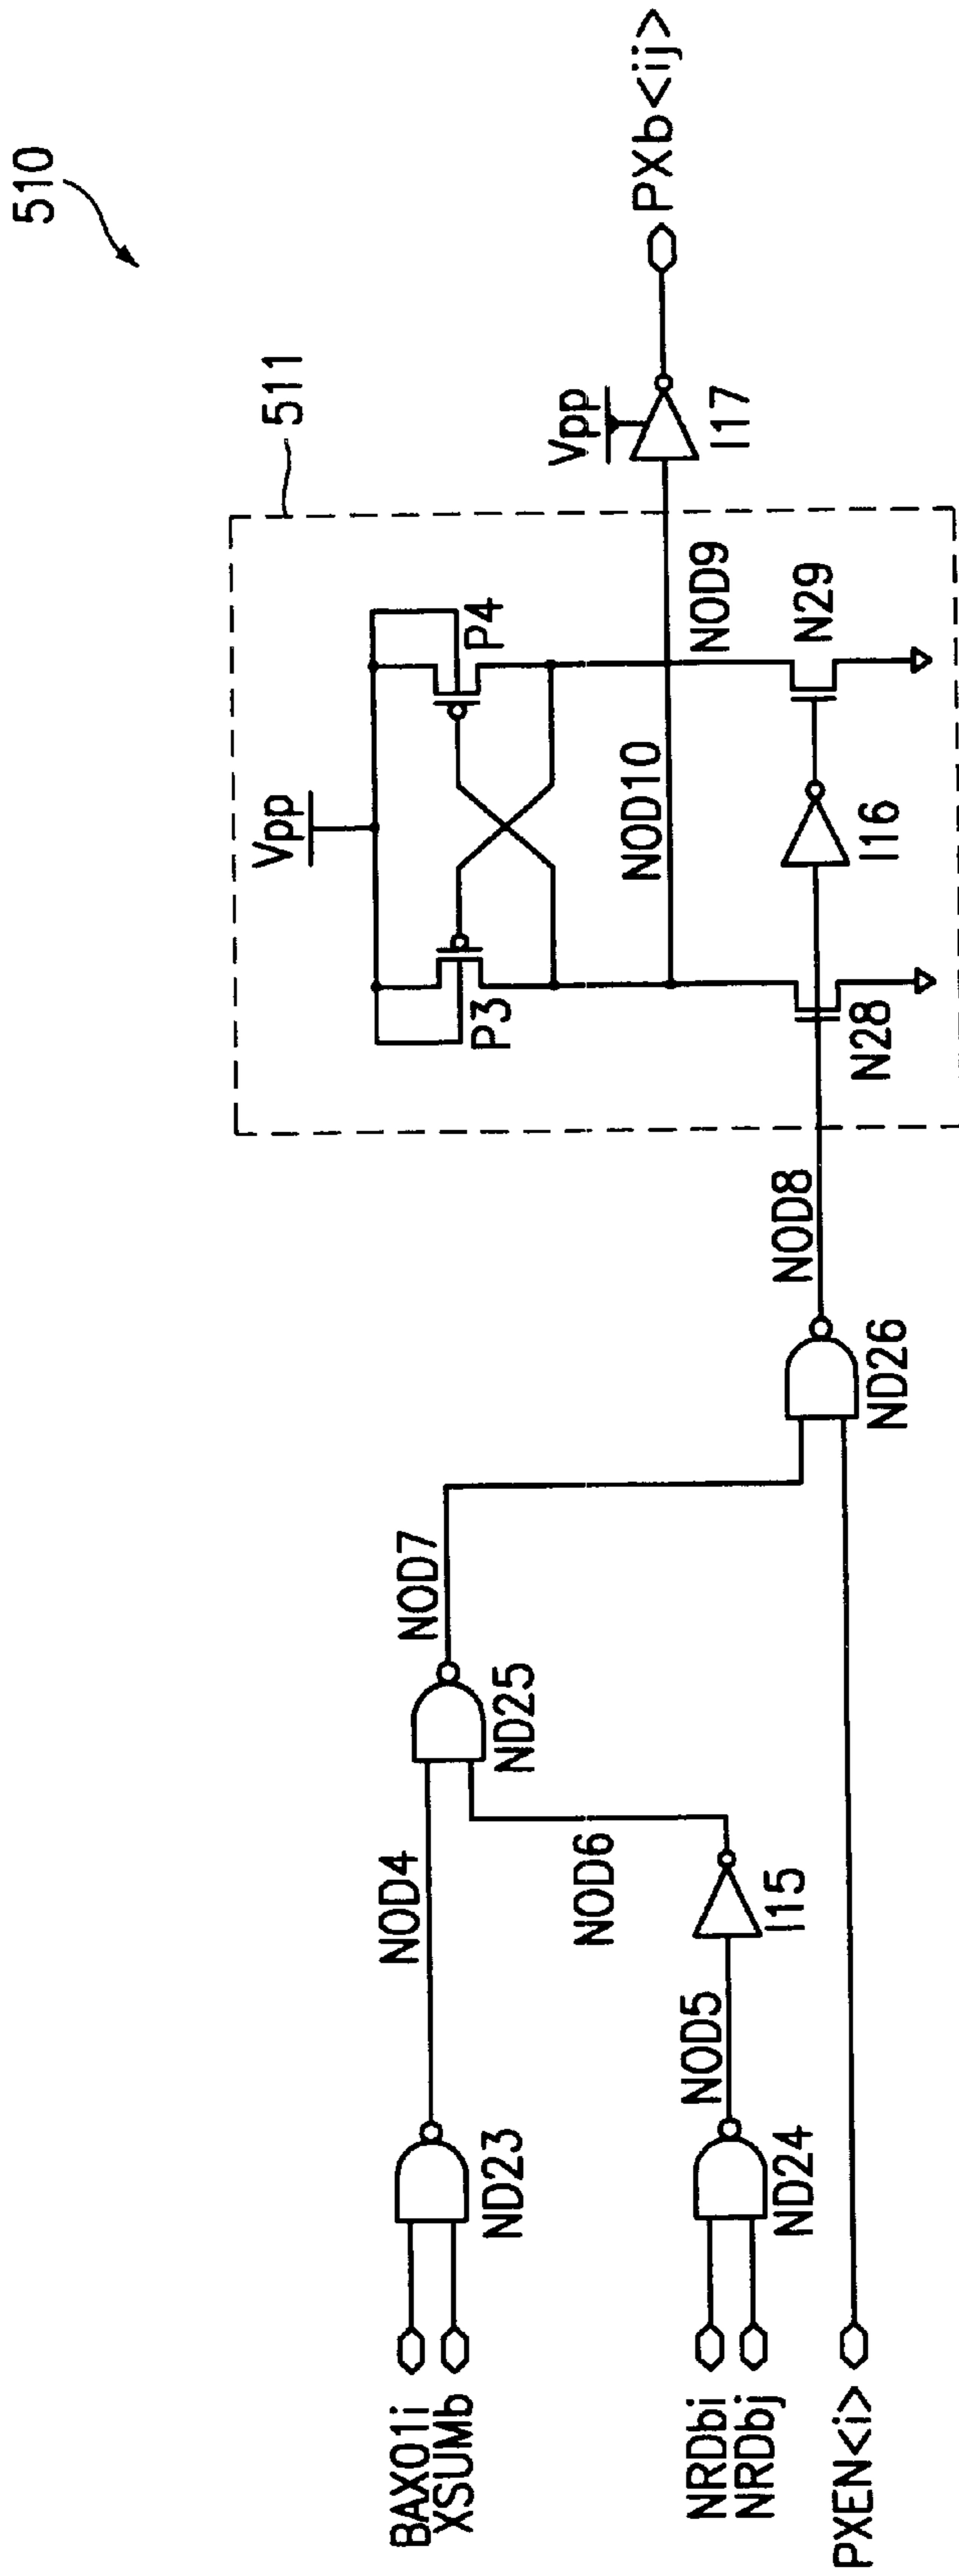 510
511
Vpp
P3
P4
Vpp
I17
PXb<ij>
NOD10
NOD9
N28
I16
N29
BAX01i
XSUMb
ND23
NOD4
ND25
NOD7
NRDbi
NRDbj
ND24
NOD5
I15
NOD6
PXEN<i>
ND26
NOD8